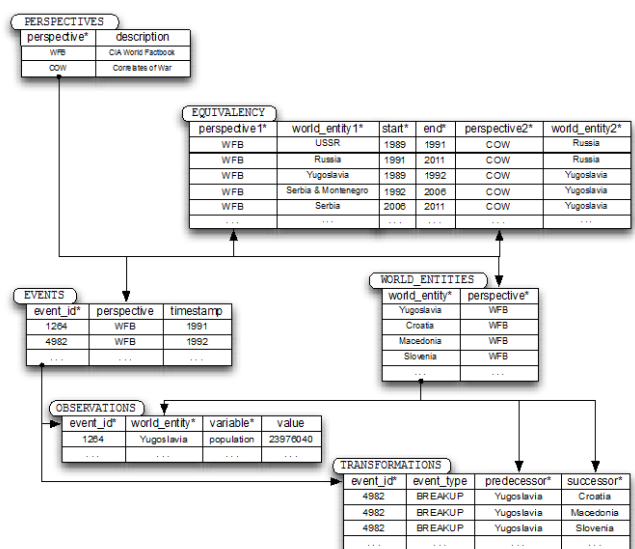 PERSPECTIVES
perspective* description
WFB CIA World Factbook
COW Correlates of War
EQUIVALENCY
perspective1* world_entity1* start* end* perspective2* world_entity2*
WFB USSR 1989 1991 COW Russia
WFB Russia 1991 2011 COW Russia
WFB Yugoslavia 1989 1992 COW Yugoslavia
WFB Serbia & Montenegro 1992 2006 COW Yugoslavia
WFB Serbia 2006 2011 COW Yugoslavia
... ... ... ... ... ...
EVENTS
event_id* perspective timestamp
1264 WFB 1991
4982 WFB 1992
... ... ...
WORLD_ENTITIES
world_entity* perspective*
Yugoslavia WFB
Croatia WFB
Macedonia WFB
Slovenia WFB
... ...
OBSERVATIONS
event_id* world_entity* variable* value
1264 Yugoslavia population 23976040
... ... ... ...
TRANSFORMATIONS
event_id* event_type predecessor* successor*
4982 BREAKUP Yugoslavia Croatia
4982 BREAKUP Yugoslavia Macedonia
4982 BREAKUP Yugoslavia Slovenia
... ... ... ...